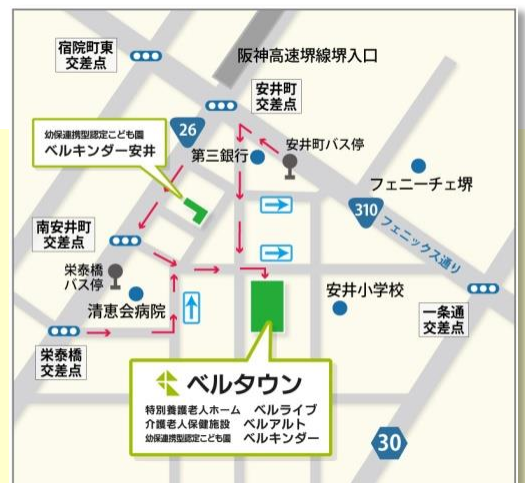 宿院町東
交差点
阪神高速堺線堺入口
安井町
交差点
26
幼保連携型認定こども園
ベルキンダー安井
第三銀行
安井町バス停
フェニーチェ堺
310
フェニックス通り
南安井町
交差点
栄泰橋
バス停
清恵会病院
安井小学校
一条通
交差点
栄泰橋
交差点
ベルタウン
特別養護老人ホーム ベルライブ
介護老人保健施設 ベルアルト
幼保連携型認定こども園 ベルキンダー
30